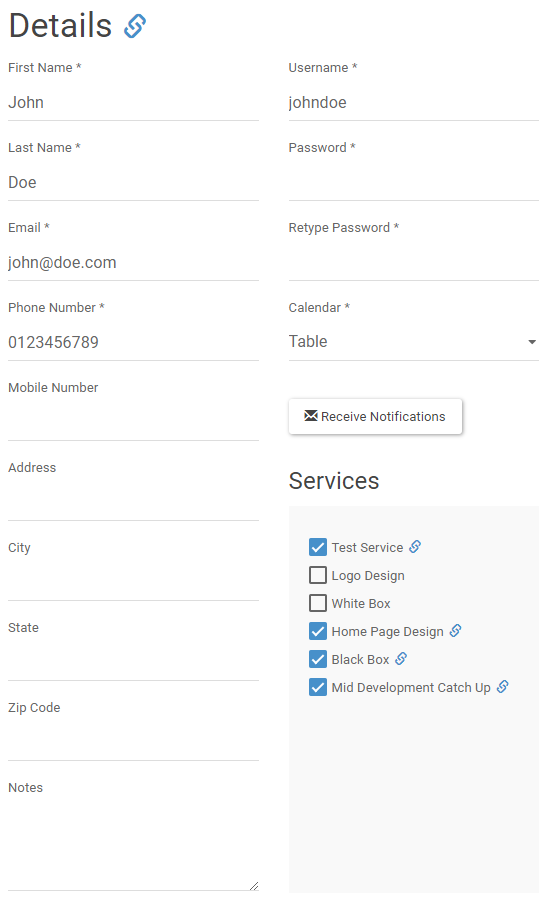 Details
First Name *
John
Last Name *
Doe
Email *
john@doe.com
Phone Number *
0123456789
Mobile Number
Address
City
State
Zip Code
Notes
Username *
johndoe
Password *
Retype Password *
Calendar *
Table
Receive Notifications
Services
Test Service
Logo Design
White Box
Home Page Design
Black Box
Mid Development Catch Up